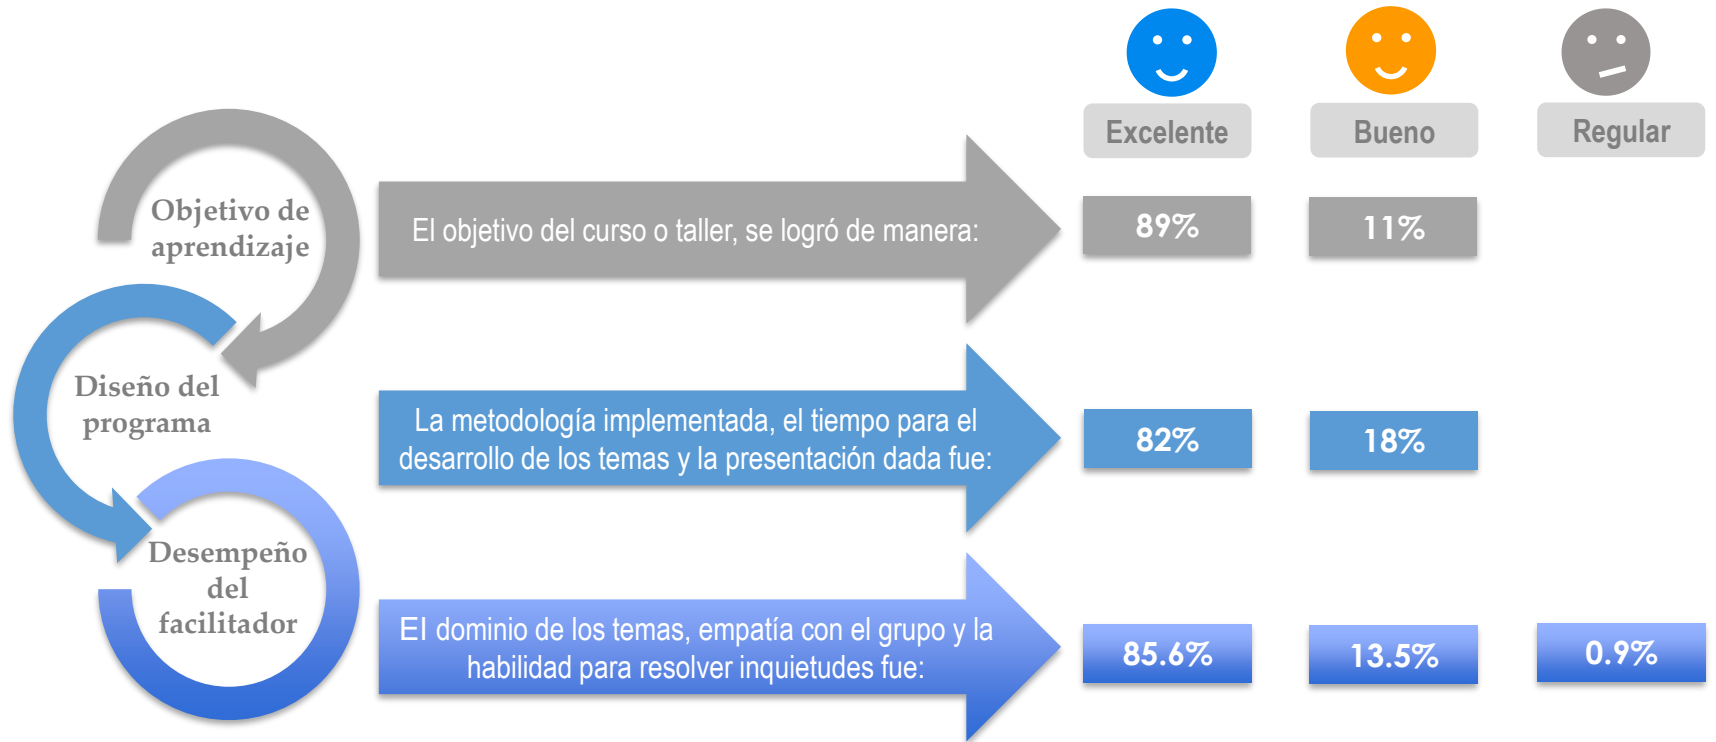 Excelente
Bueno
Regular
Objetivo de
aprendizaje
El objetivo del curso o taller, se logró de manera:
89%
11%
Diseño del
programa
La metodología implementada, el tiempo para el
desarrollo de los temas y la presentación dada fue:
82%
18%
Desempeño
del
facilitador
El dominio de los temas, empatía con el grupo y la
habilidad para resolver inquietudes fue:
85.6%
13.5%
0.9%